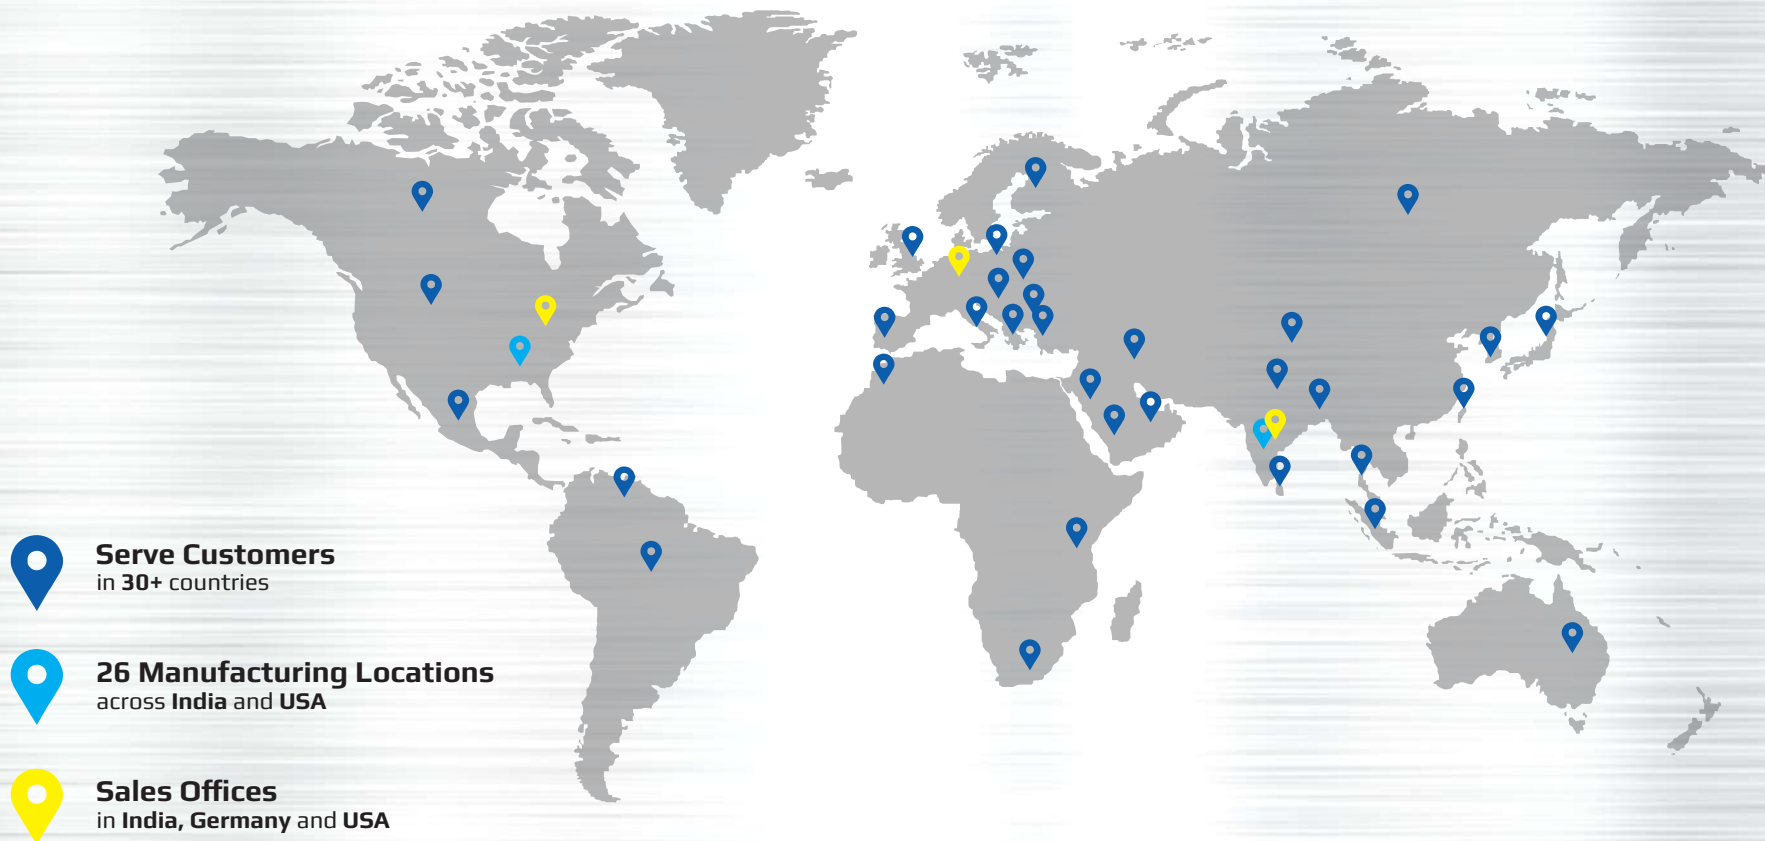 Serve Customers
in 30+ countries
26 Manufacturing Locations
across India and USA
Sales Offices
in India, Germany and USA